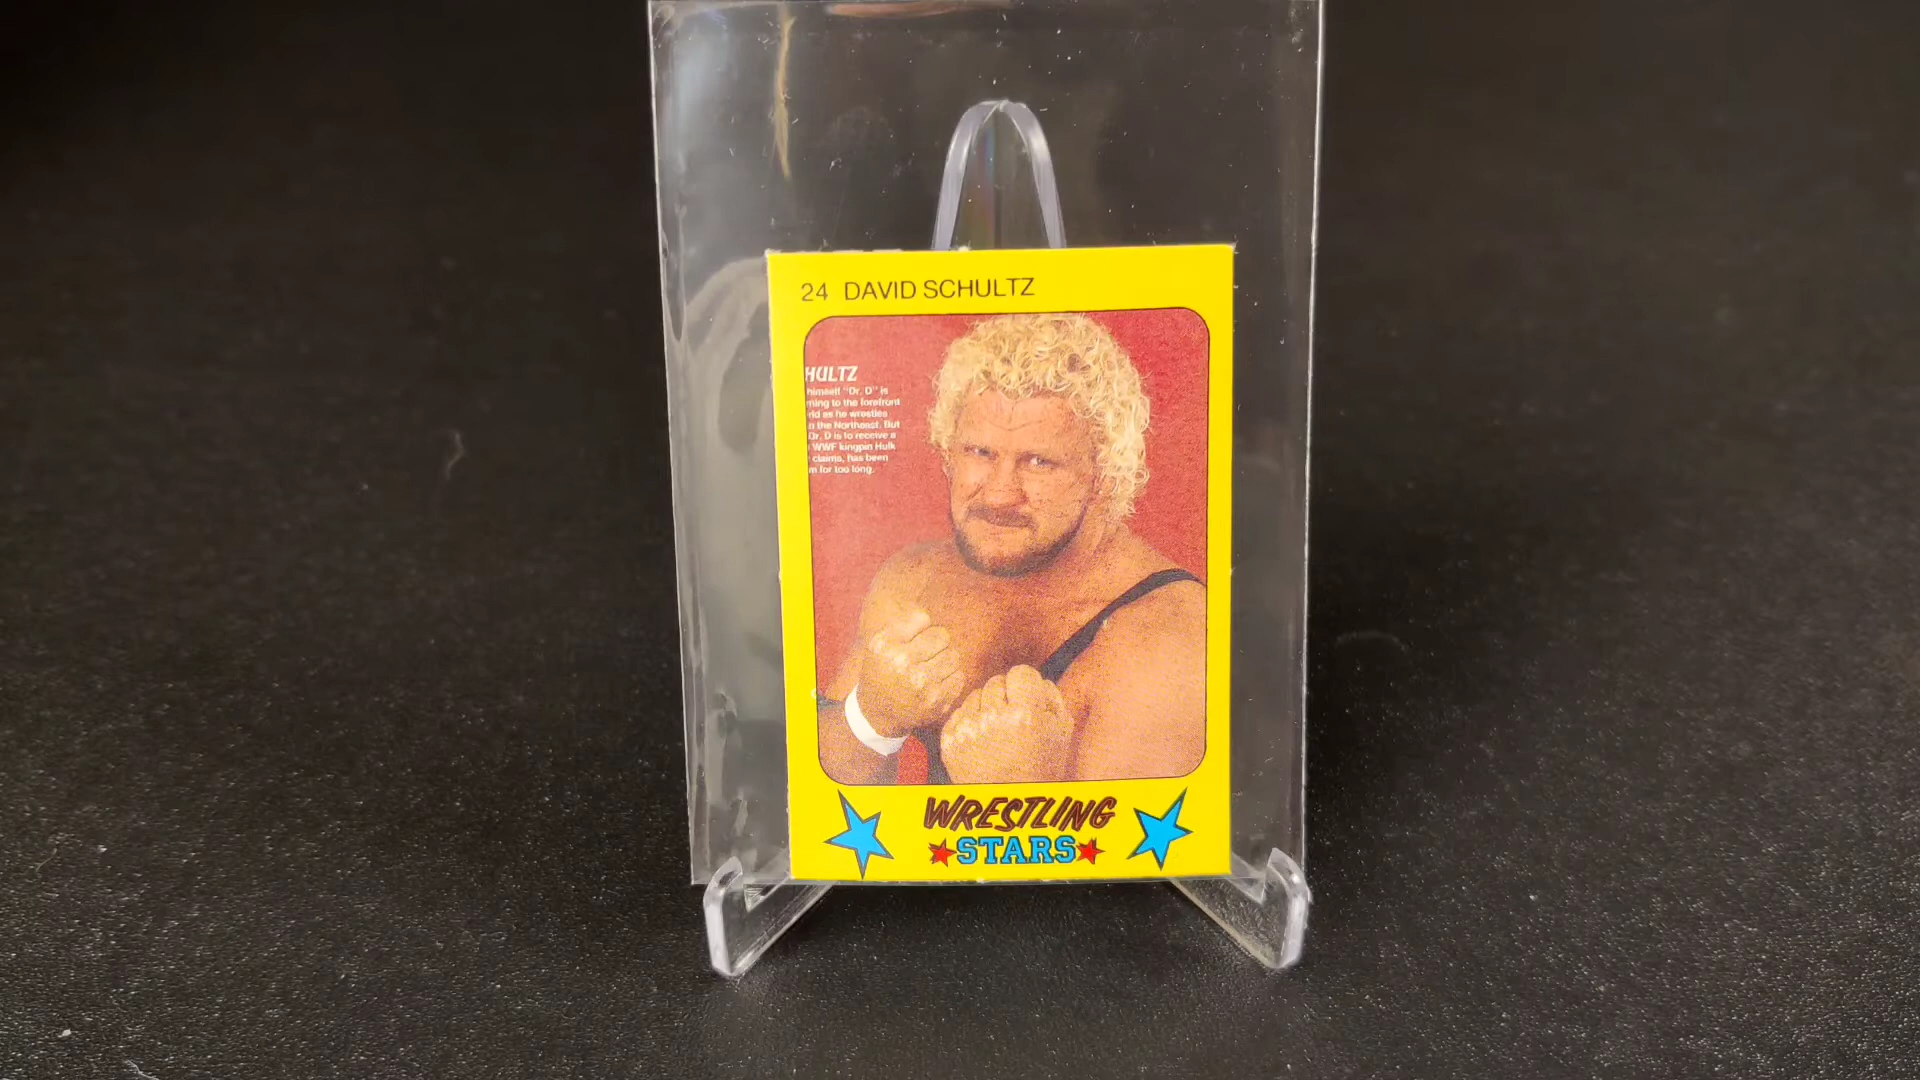 24 DAVID SCHULTZ
HULTZ
himself "Dr. D" is
ming to the forefront
rld as he wrestles
n the Northeast. But
Dr. D is to receive a
WWF kingpin Hulk
claims, has been
m for too long.
WRESTLING
STARS